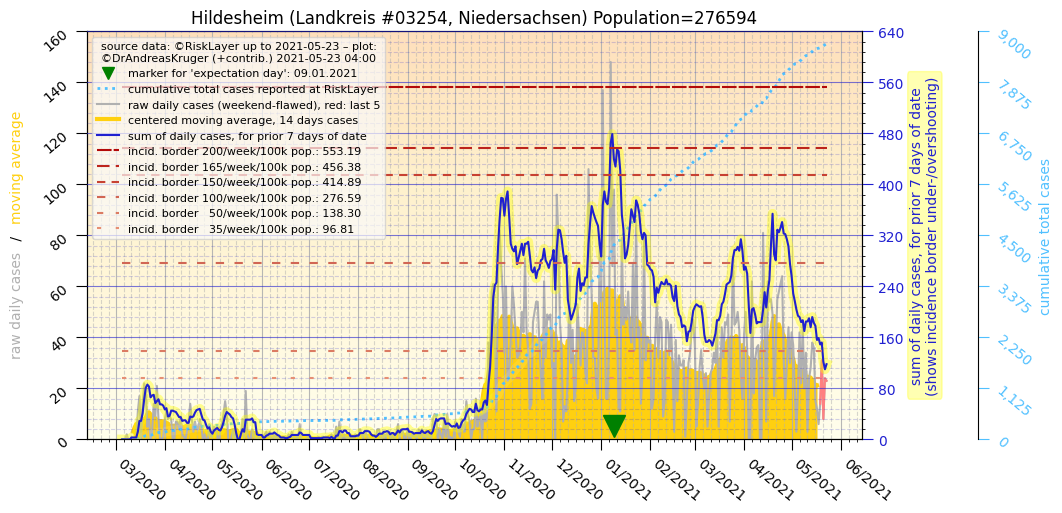 Hildesheim (Landkreis #03254, Niedersachsen) Population=276594
source data: ©RiskLayer up to 2021-05-23 – plot:
©DrAndreasKruger (+contrib.) 2021-05-23 04:00
marker for 'expectation day': 09.01.2021
cumulative total cases reported at RiskLayer
raw daily cases (weekend-flawed), red: last 5
centered moving average, 14 days cases
sum of daily cases, for prior 7 days of date
incid. border 200/week/100k pop.: 553.19
incid. border 165/week/100k pop.: 456.38
incid. border 150/week/100k pop.: 414.89
incid. border 100/week/100k pop.: 276.59
incid. border 50/week/100k pop.: 138.30
incid. border 35/week/100k pop.: 96.81
raw daily cases / moving average
160
140
120
100
80
60
40
20
0
03/2020
04/2020
05/2020
06/2020
07/2020
08/2020
09/2020
10/2020
11/2020
12/2020
01/2021
02/2021
03/2021
04/2021
05/2021
06/2021
640
560
480
400
320
240
160
80
0
sum of daily cases, for prior 7 days of date
(shows incidence border under-/overshooting)
9,000
7,875
6,750
5,625
4,500
3,375
2,250
1,125
0
cumulative total cases